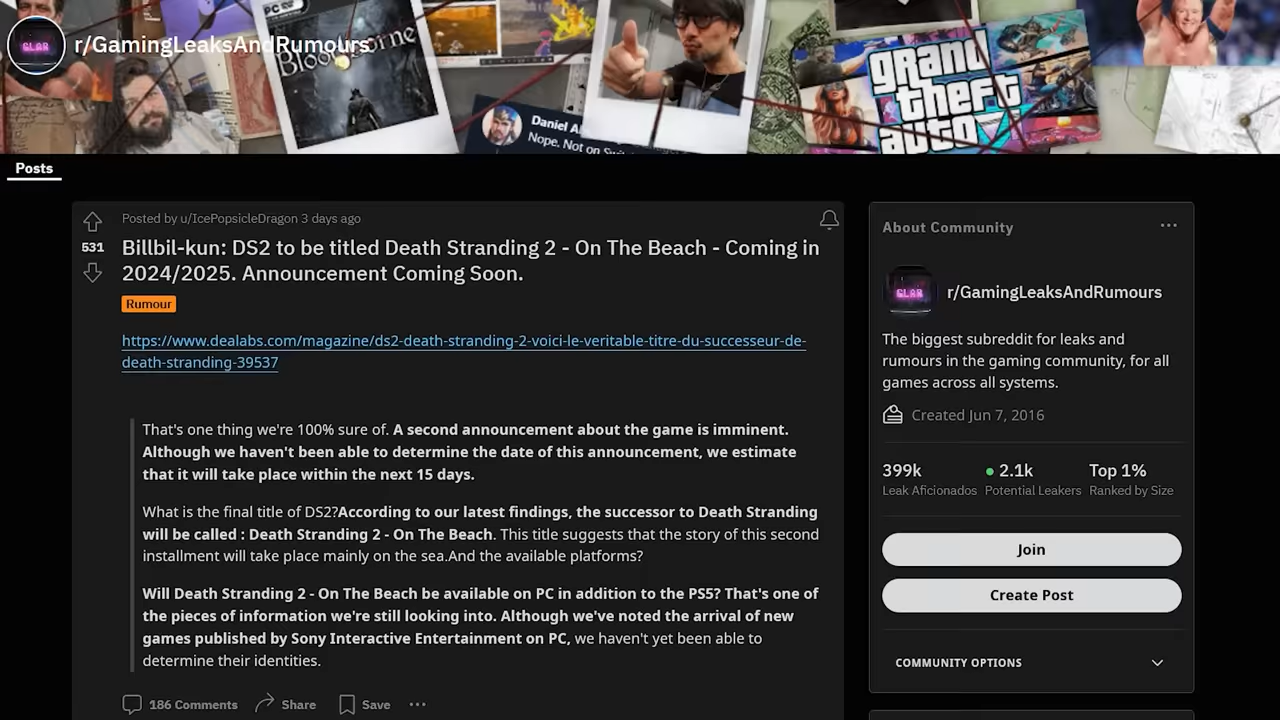 PC DVD
Bloodborne
r/GamingLeaksAndRumours
GLAR
Daniel A
Nope. Not on Swi
grand
theft
auto
Posts
Posted by u/IcePopsicleDragon 3 days ago
531
Billbil-kun: DS2 to be titled Death Stranding 2 - On The Beach - Coming in
2024/2025. Announcement Coming Soon.
Rumour
https://www.dealabs.com/magazine/ds2-death-stranding-2-voici-le-veritable-titre-du-successeur-de-
death-stranding-39537
That's one thing we're 100% sure of. A second announcement about the game is imminent.
Although we haven't been able to determine the date of this announcement, we estimate
that it will take place within the next 15 days.
What is the final title of DS2?According to our latest findings, the successor to Death Stranding
will be called : Death Stranding 2 - On The Beach. This title suggests that the story of this second
installment will take place mainly on the sea.And the available platforms?
Will Death Stranding 2 - On The Beach be available on PC in addition to the PS5? That's one of
the pieces of information we're still looking into. Although we've noted the arrival of new
games published by Sony Interactive Entertainment on PC, we haven't yet been able to
determine their identities.
186 Comments
Share
Save
About Community
GLAR
r/GamingLeaksAndRumours
The biggest subreddit for leaks and
rumours in the gaming community, for all
games across all systems.
Created Jun 7, 2016
399k
2.1k
Top 1%
Leak Aficionados
Potential Leakers
Ranked by Size
Join
Create Post
COMMUNITY OPTIONS